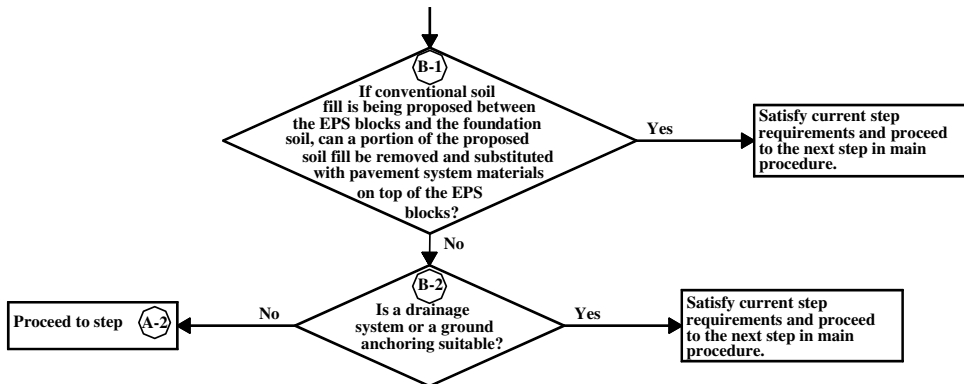 B-1
If conventional soil
fill is being proposed between
the EPS blocks and the foundation
soil, can a portion of the proposed
soil fill be removed and substituted
with pavement system materials
on top of the EPS
blocks?
Yes
Satisfy current step
requirements and proceed
to the next step in main
procedure.
No
B-2
Is a drainage
system or a ground
anchoring suitable?
No
Proceed to step A-2
Yes
Satisfy current step
requirements and proceed
to the next step in main
procedure.